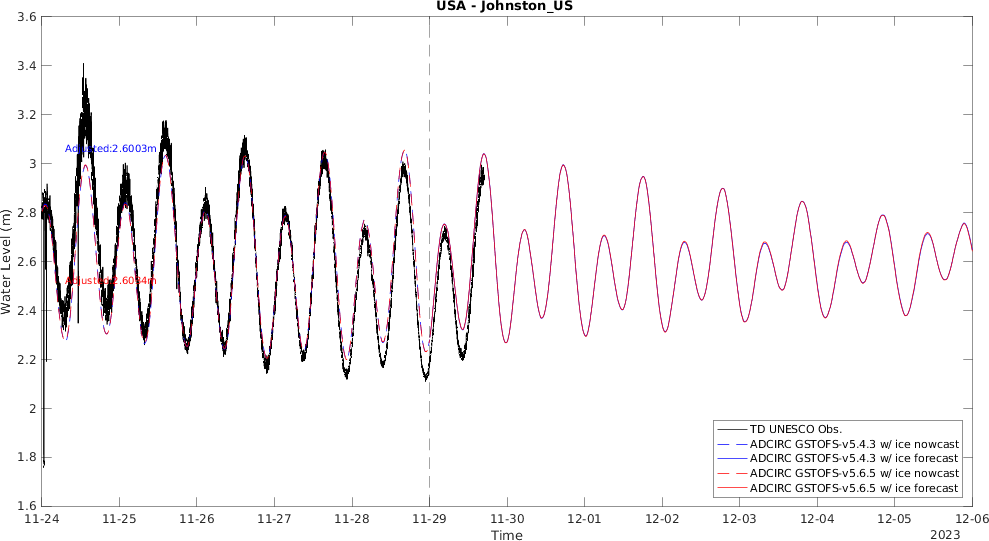 USA - Johnston_US
3.6
3.4
3.2
3
2.8
2.6
2.4
2.2
2
1.8
1.6
Water Level (m)
Adjusted:2.6003m
Adjusted:2.6034m
TD UNESCO Obs.
ADCIRC GSTOFS-v5.4.3 w/ ice nowcast
ADCIRC GSTOFS-v5.4.3 w/ ice forecast
ADCIRC GSTOFS-v5.6.5 w/ ice nowcast
ADCIRC GSTOFS-v5.6.5 w/ ice forecast
11-24 11-25 11-26 11-27 11-28 11-29 11-30 12-01 12-02 12-03 12-04 12-05 12-06
Time
2023